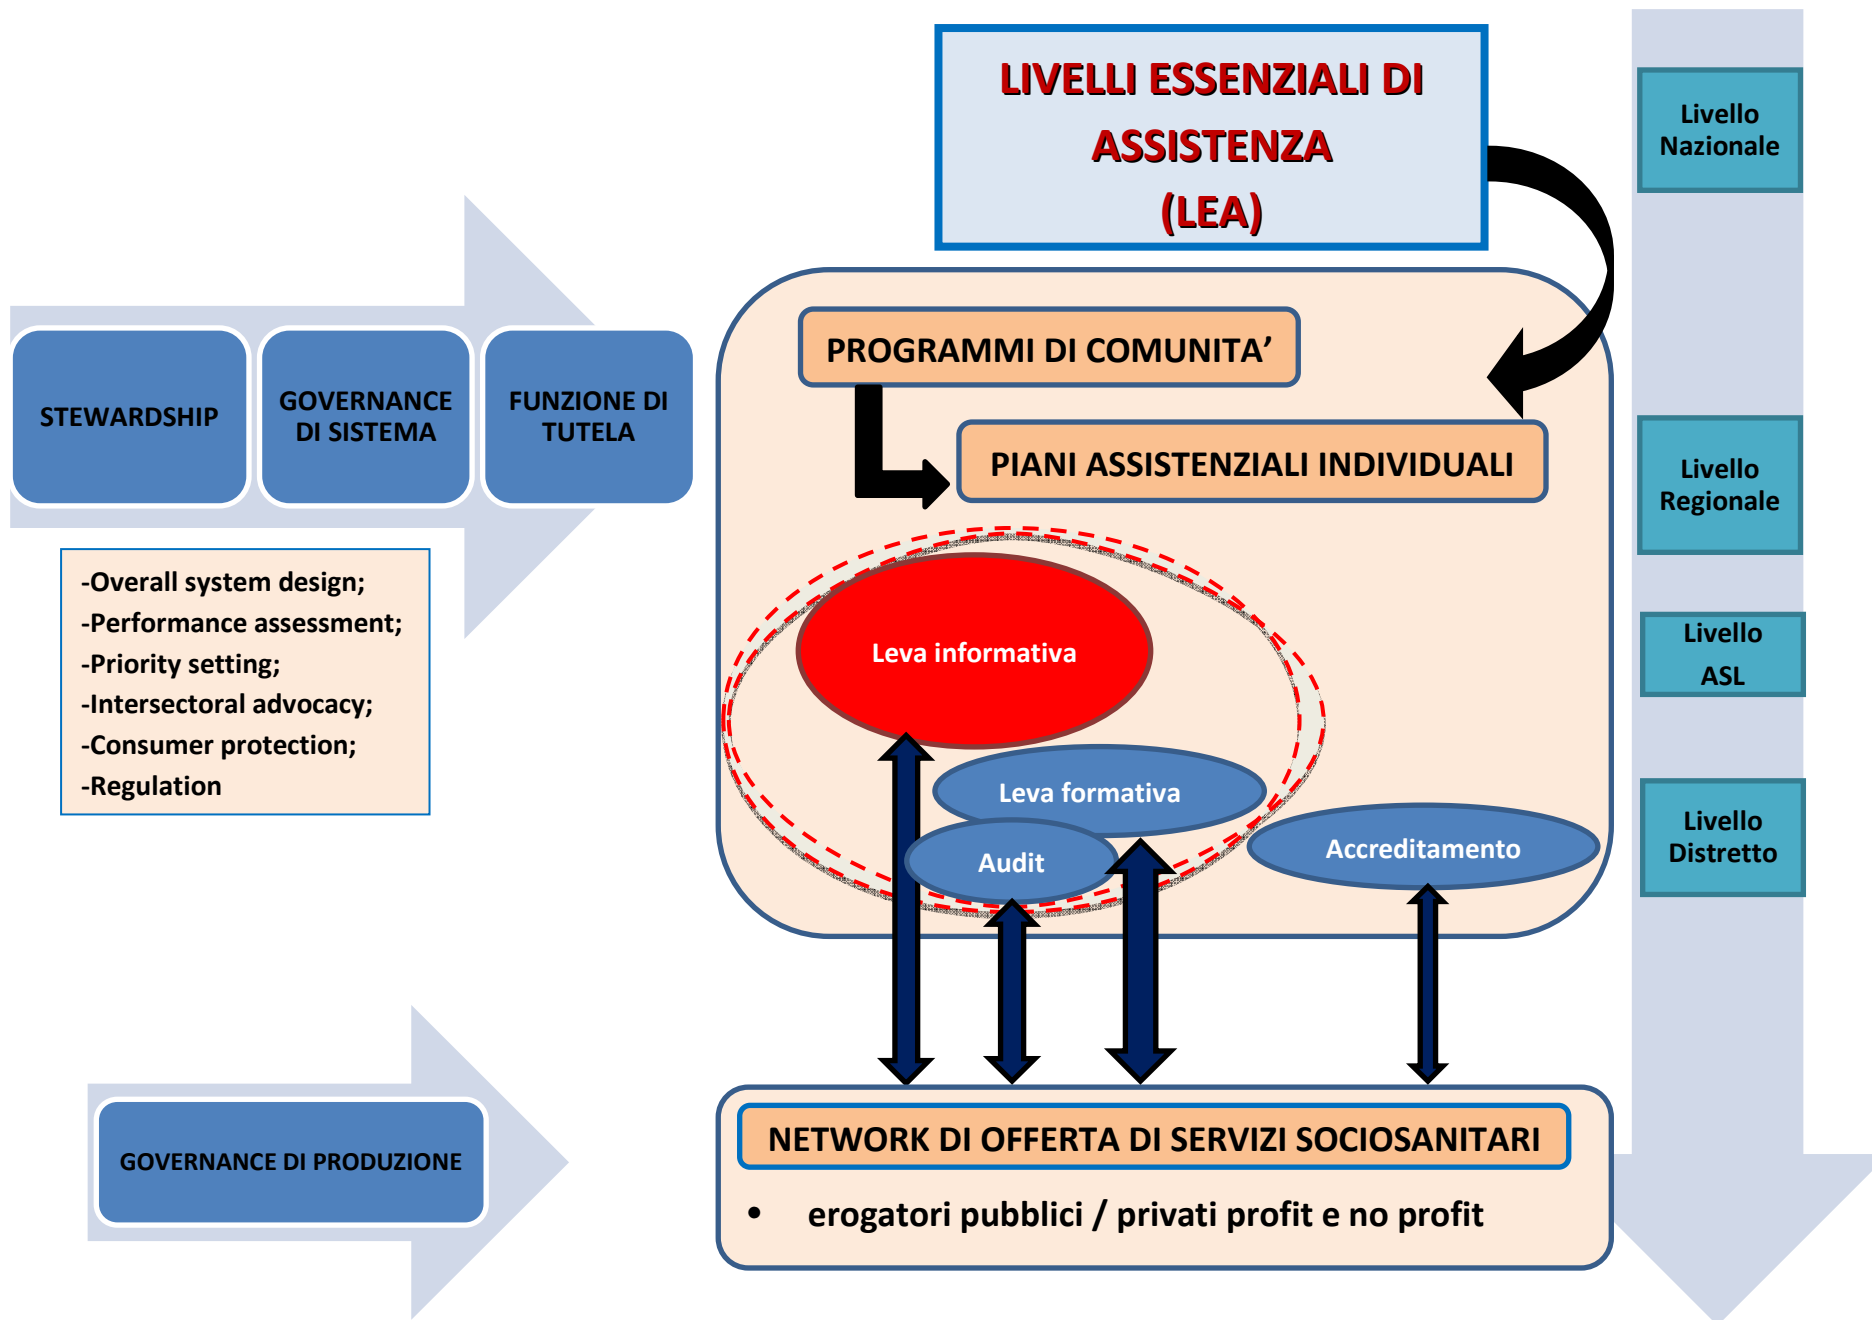 LIVELLI ESSENZIALI DI
ASSISTENZA
(LEA)
Livello
Nazionale
PROGRAMMI DI COMUNITA’
STEWARDSHIP
GOVERNANCE
DI SISTEMA
FUNZIONE DI
TUTELA
PIANI ASSISTENZIALI INDIVIDUALI
Livello
Regionale
-Overall system design;
-Performance assessment;
-Priority setting;
-Intersectoral advocacy;
-Consumer protection;
-Regulation
Leva informativa
Livello
ASL
Leva formativa
Audit
Accreditamento
Livello
Distretto
GOVERNANCE DI PRODUZIONE
NETWORK DI OFFERTA DI SERVIZI SOCIOSANITARI
• erogatori pubblici / privati profit e no profit